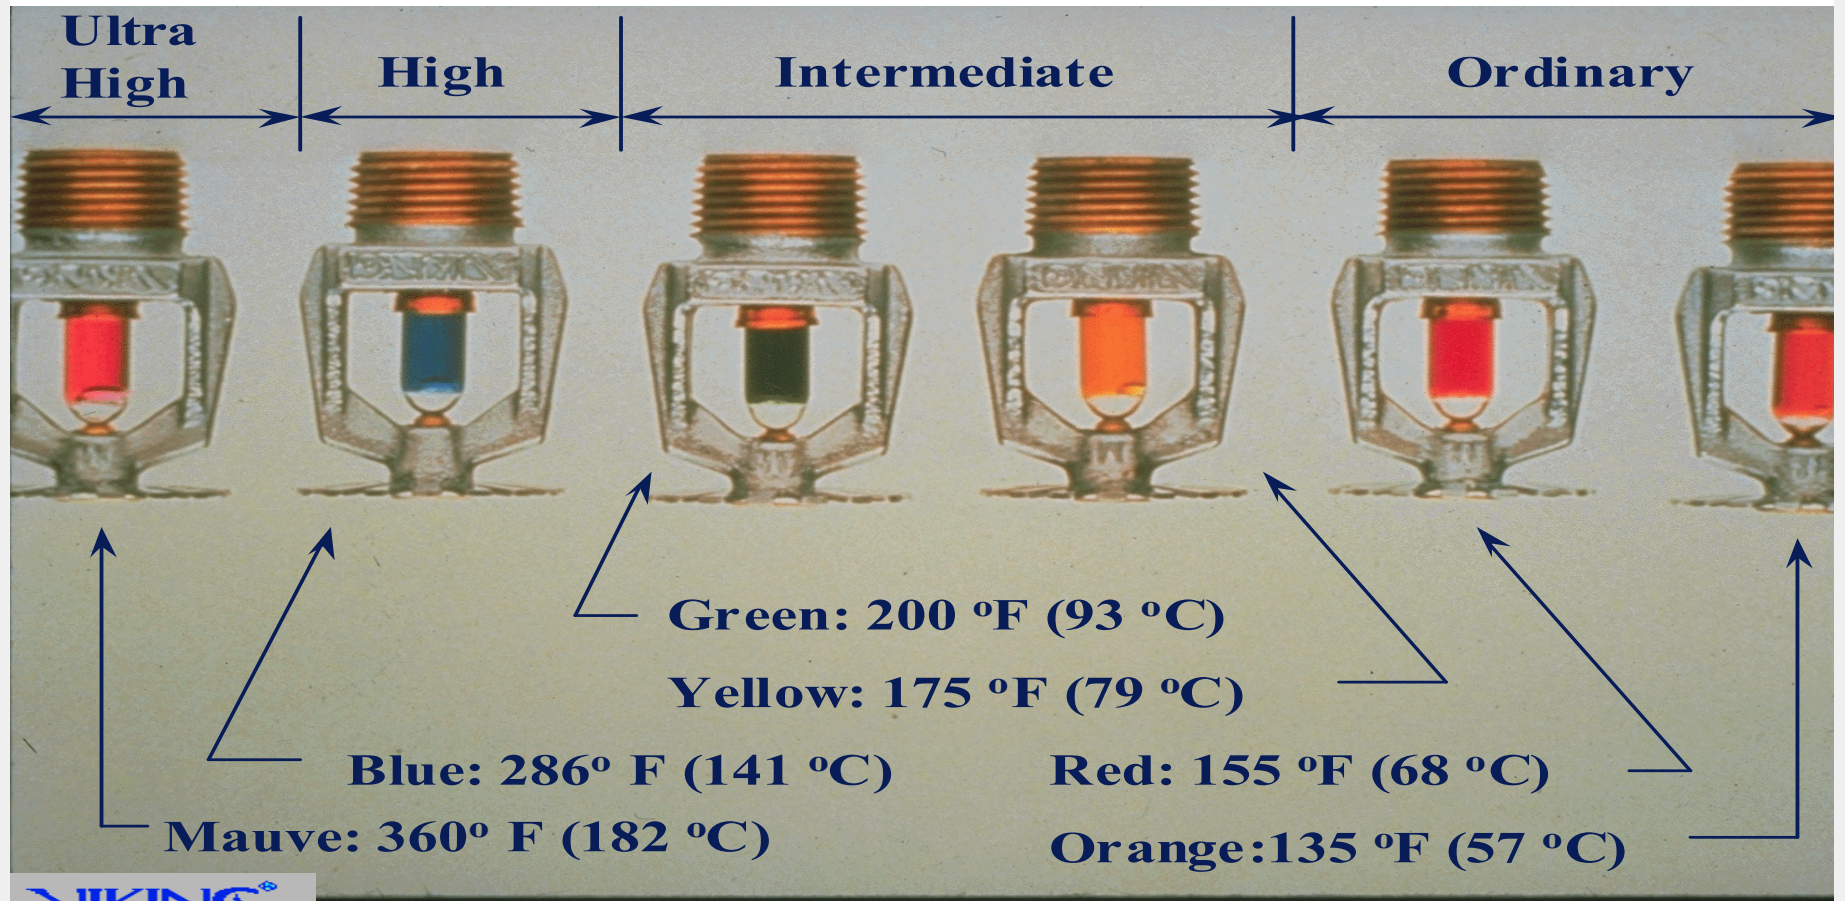 Ultra
High
High
Intermediate
Ordinary
Green: 200 ºF (93 ºC)
Yellow: 175 ºF (79 ºC)
Blue: 286º F (141 ºC)
Red: 155 ºF (68 ºC)
Mauve: 360º F (182 ºC)
Orange:135 ºF (57 ºC)
VIKING®